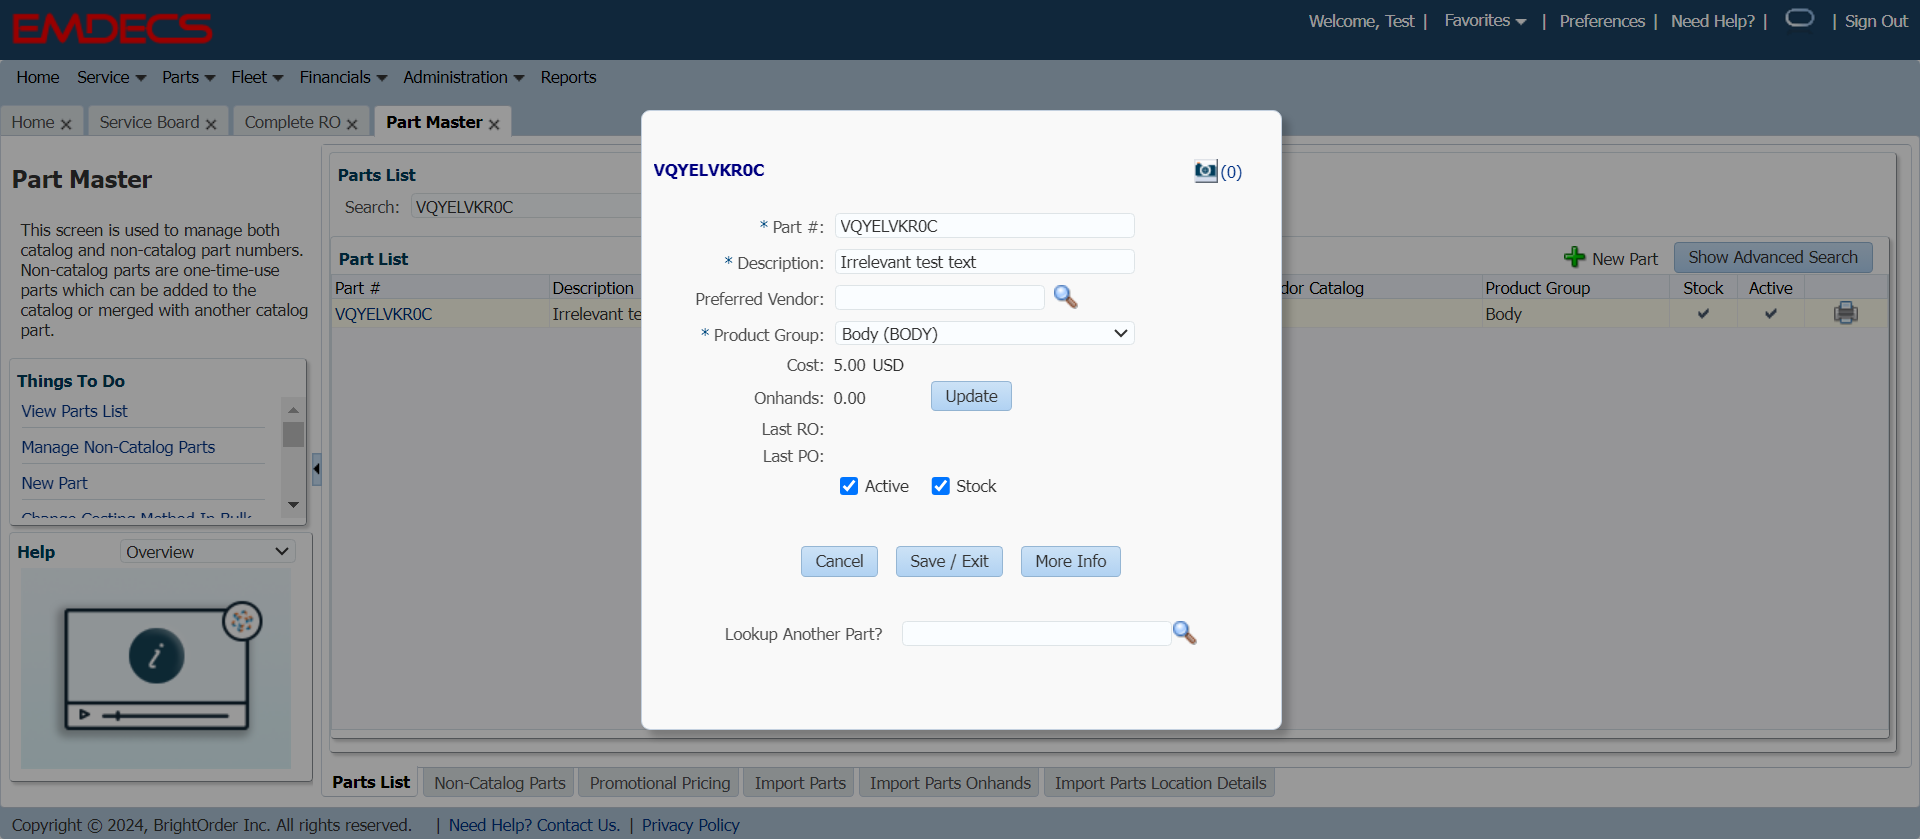 EMDECS
Welcome, Test | Favorites | Preferences | Need Help? | | Sign Out
Home Service Parts Fleet Financials Administration Reports
Home Service Board Complete RO Part Master
Part Master
This screen is used to manage both
catalog and non-catalog part numbers.
Non-catalog parts are one-time-use
parts which can be added to the
catalog or merged with another catalog
part.
Things To Do
View Parts List
Manage Non-Catalog Parts
New Part
Change Costing Method In Bulk
Help Overview
i
Parts List
Search: VQYELVKR0C
Part List New Part Show Advanced Search
Part # Description dor Catalog Product Group Stock Active
VQYELVKR0C Irrelevant te Body
VQYELVKR0C (0)
* Part #: VQYELVKR0C
* Description: Irrelevant test text
Preferred Vendor:
* Product Group: Body (BODY)
Cost: 5.00 USD
Onhands: 0.00 Update
Last RO:
Last PO:
Active Stock
Cancel Save / Exit More Info
Lookup Another Part?
Parts List Non-Catalog Parts Promotional Pricing Import Parts Import Parts Onhands Import Parts Location Details
Copyright © 2024, BrightOrder Inc. All rights reserved. | Need Help? Contact Us. | Privacy Policy